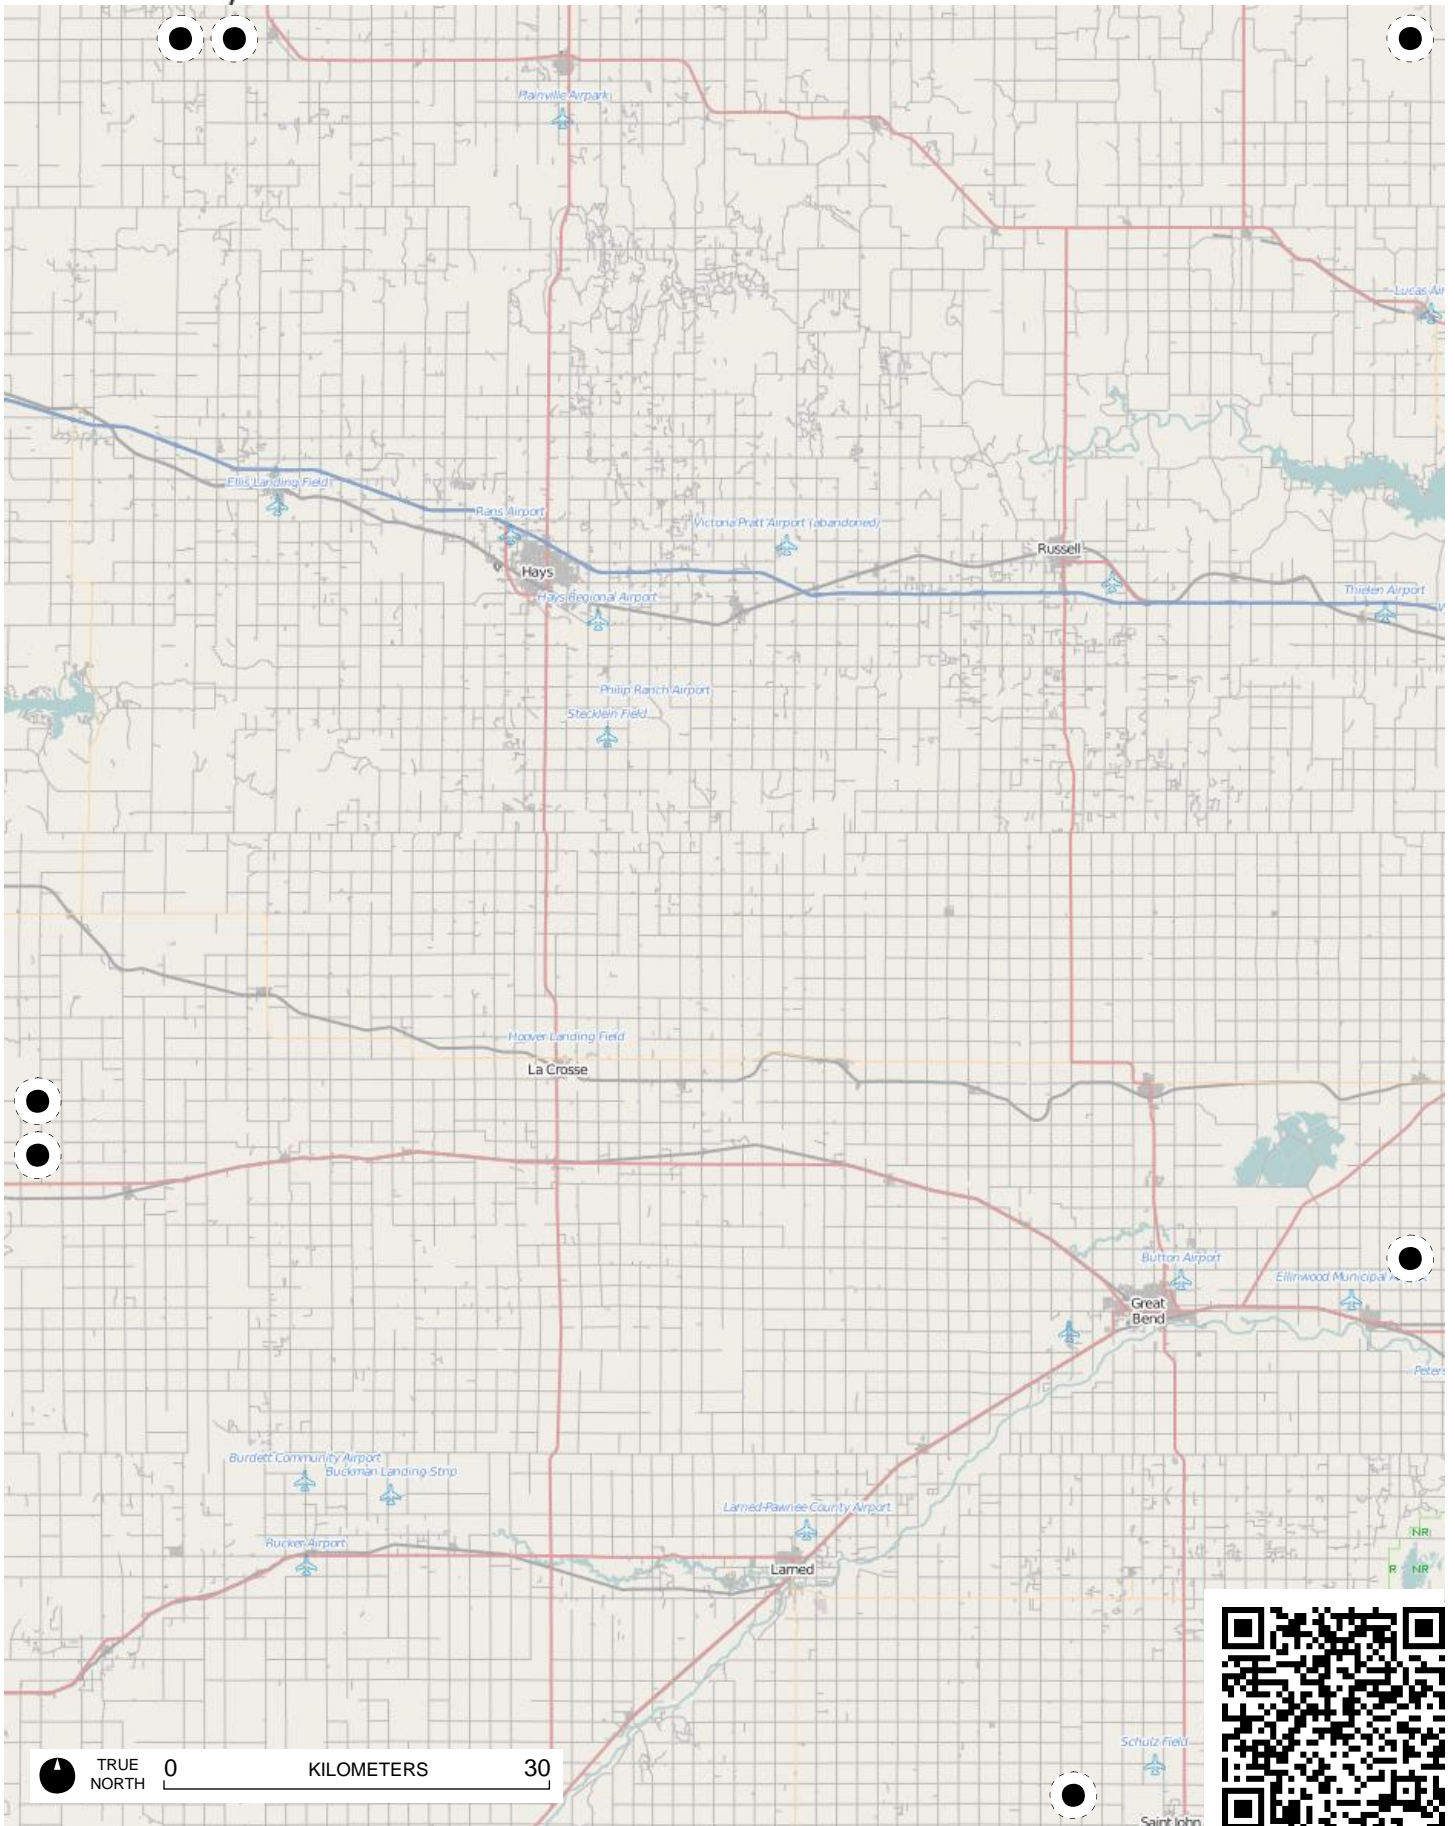 Plainville Airpark
Lucas Air
Ellis Landing Field
Rans Airport
Victoria Pratt Airport (abandoned)
Russell
Hays
Hays Regional Airport
Thielen Airport
Philip Ranch Airport
Stecklein Field
Hoover Landing Field
La Crosse
Button Airport
Ellinwood Municipal
Great
Bend
Peters
Burdett Community Airport
Buckman Landing Strip
Larned-Pawnee County Airport
NR
Rucker Airport
Larned
R NR
Schulz Field
TRUE
NORTH
0 KILOMETERS 30
Saint John